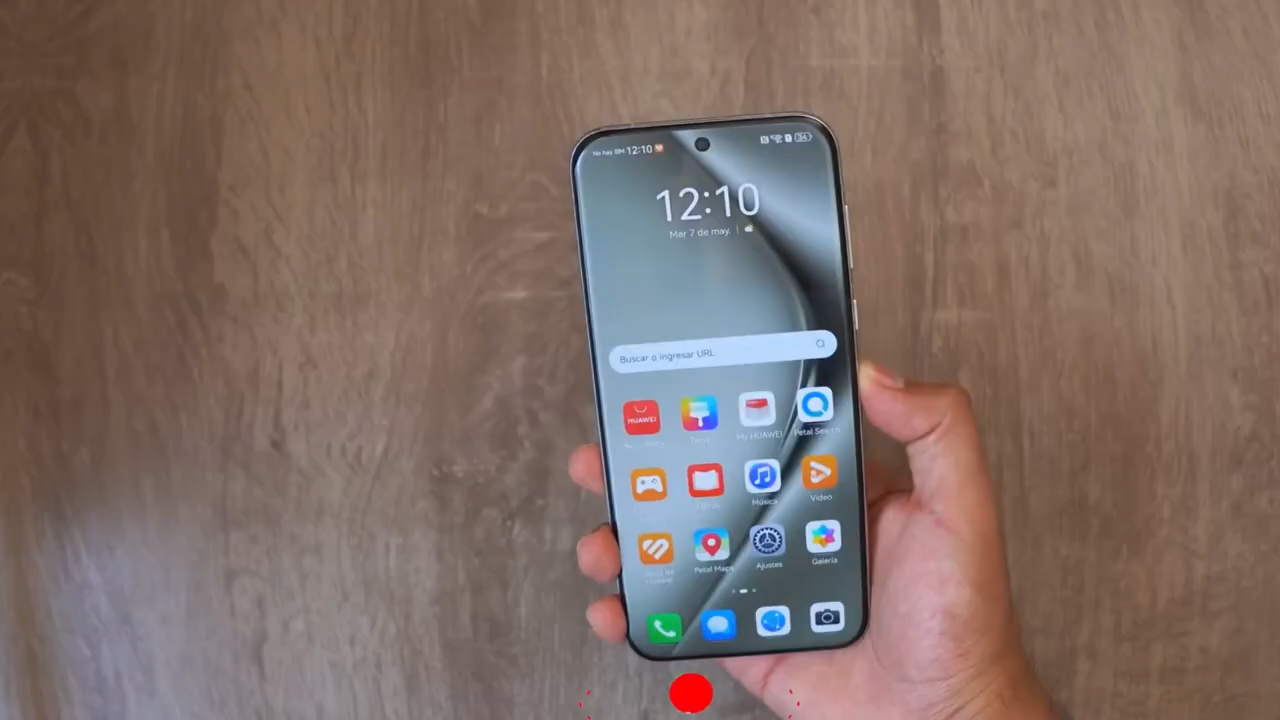 No hay SIM 12:10
34
12:10
Mar 7 de may.
Buscar o ingresar URL
HUAWEI
My HUAWEI
Petal Search
Música
Video
Petal Maps
Ajustes
Galería